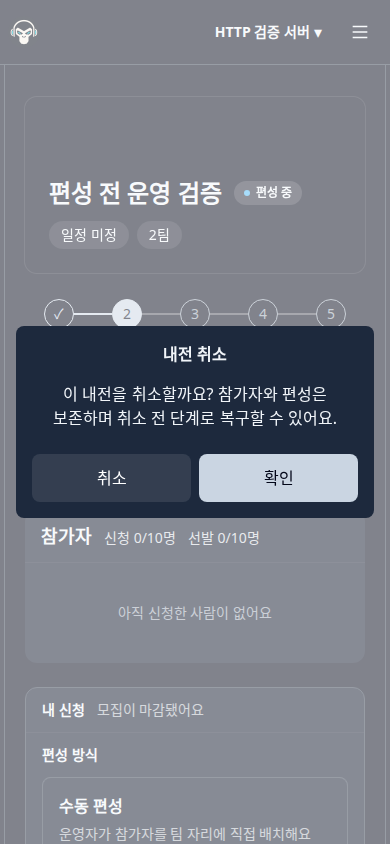 HTTP 검증 서버 ▾
편성 전 운영 검증
편성 중
일정 미정 2팀
✓ 2 3 4 5
내전 취소
이 내전을 취소할까요? 참가자와 편성은
보존하며 취소 전 단계로 복구할 수 있어요.
취소 확인
참가자 신청 0/10명 선발 0/10명
아직 신청한 사람이 없어요
내 신청 모집이 마감됐어요
편성 방식
수동 편성
운영자가 참가자를 팀 자리에 직접 배치해요